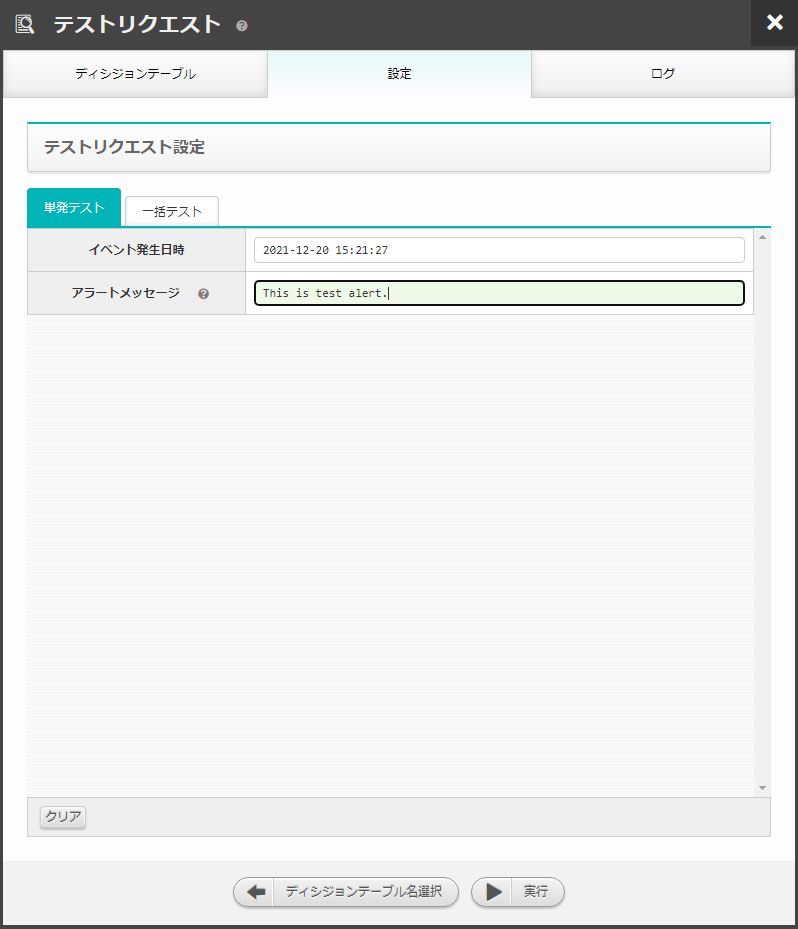 テストリクエスト
ディシジョンテーブル 設定 ログ
テストリクエスト設定
単発テスト 一括テスト
イベント発生日時 2021-12-20 15:21:27
アラートメッセージ This is test alert.
クリア
ディシジョンテーブル名選択 実行